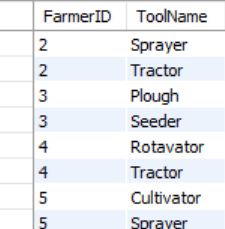 FarmerID ToolName
2 Sprayer
2 Tractor
3 Plough
3 Seeder
4 Rotavator
4 Tractor
5 Cultivator
5 Sprayer